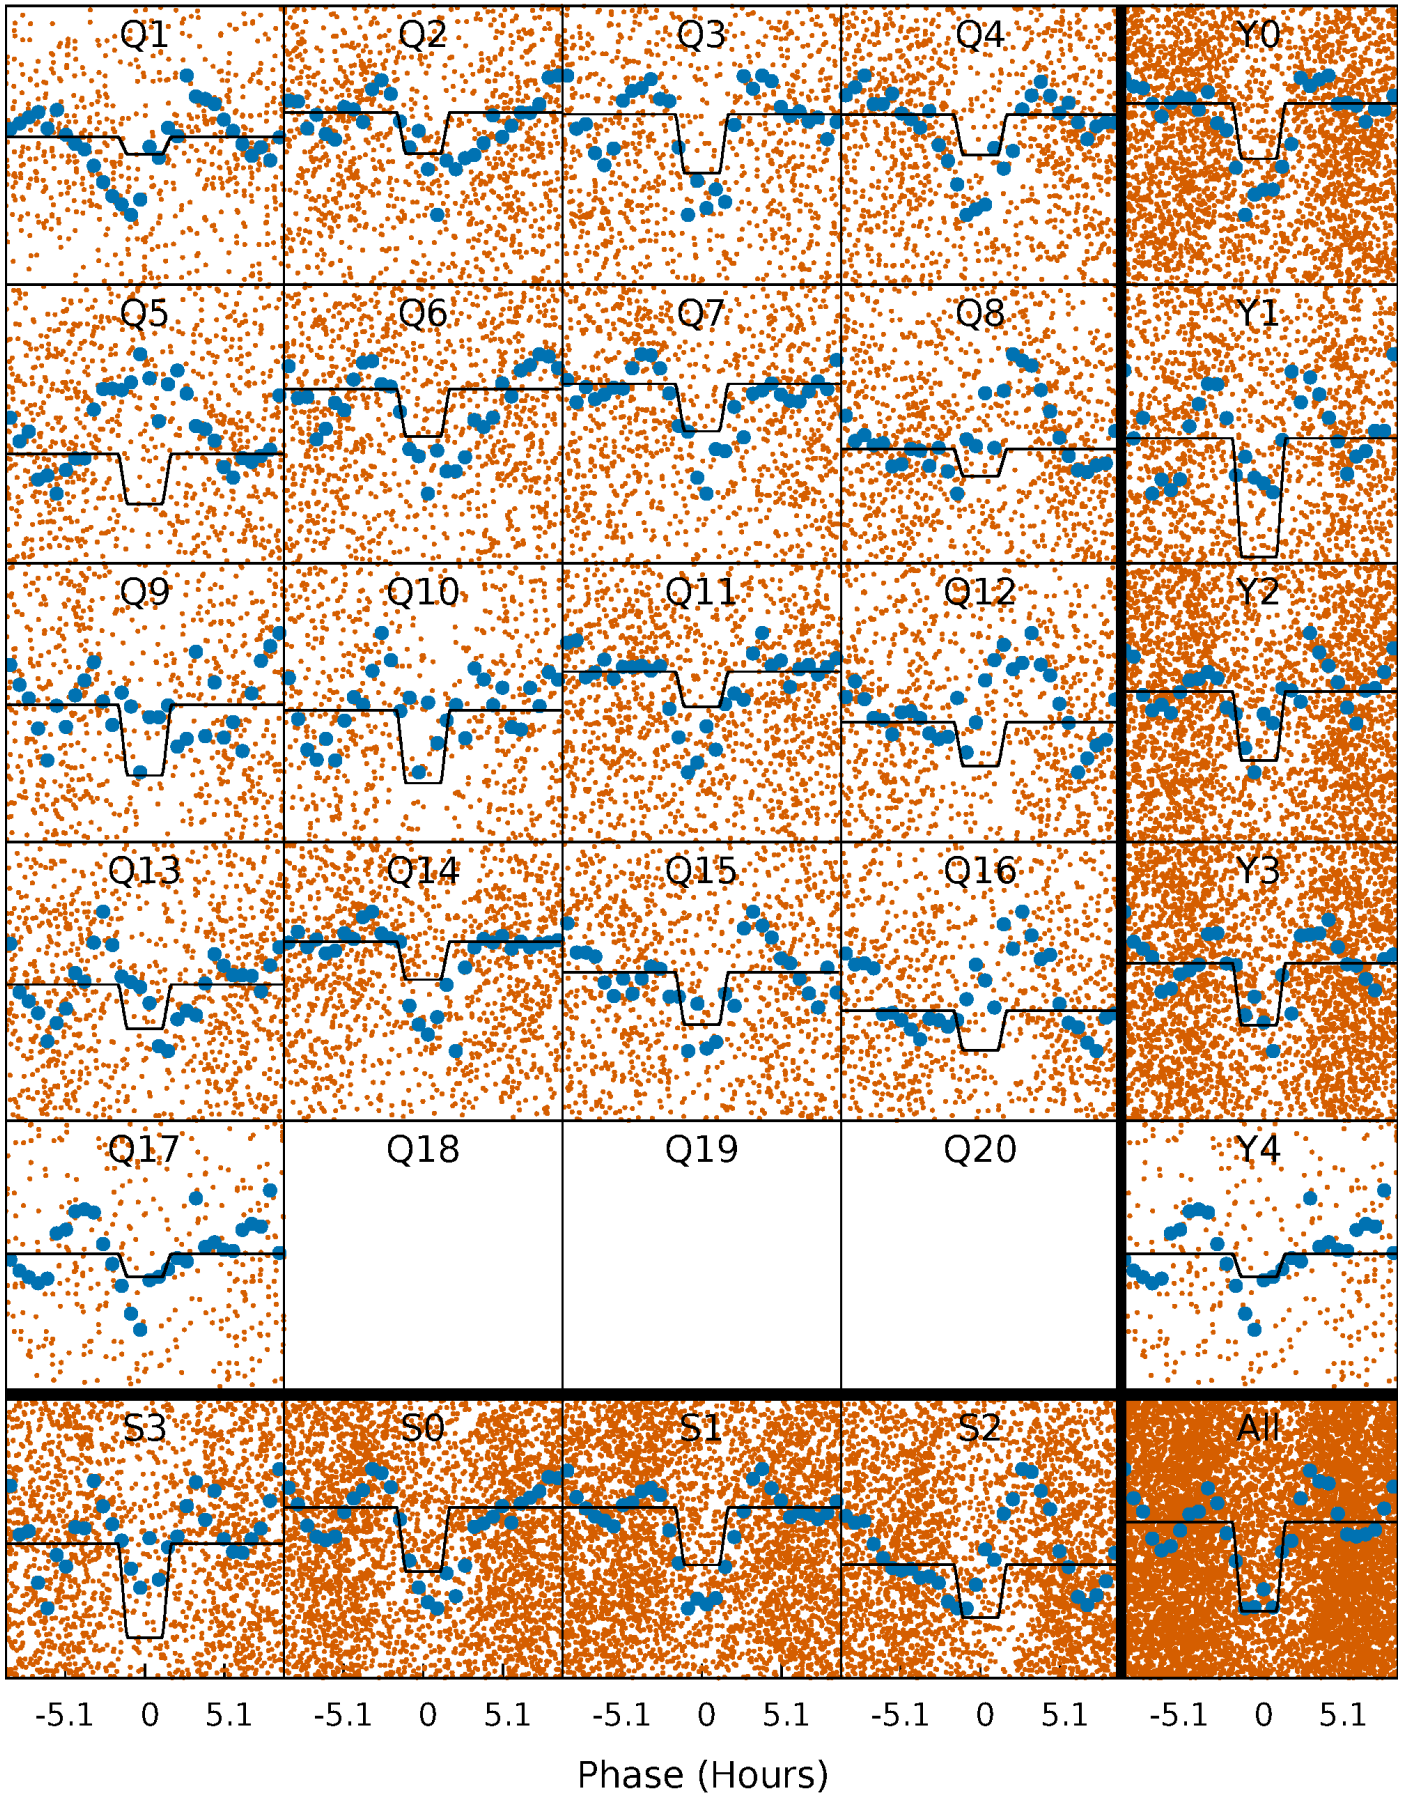 Q1 Q2 Q3 Q4 Y0
Q5 Q6 Q7 Q8 Y1
Q9 Q10 Q11 Q12 Y2
Q13 Q14 Q15 Q16 Y3
Q17 Q18 Q19 Q20 Y4
S3 S0 S1 S2 All
-5.1 0 5.1 -5.1 0 5.1 -5.1 0 5.1 -5.1 0 5.1 -5.1 0 5.1
Phase (Hours)